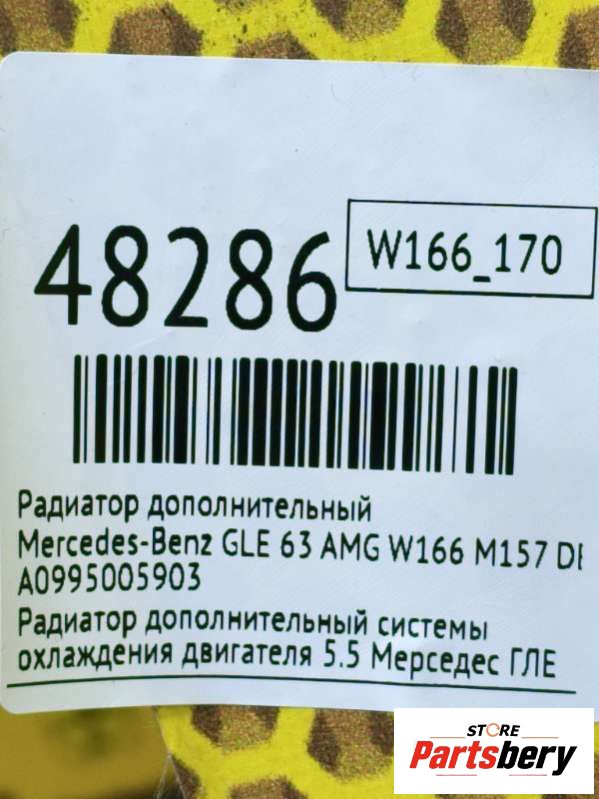 48286
W166_170
Радиатор дополнительный
Mercedes-Benz GLE 63 AMG W166 M157
A0995005903
Радиатор дополнительный системы
охлаждения двигателя 5.5 Мерседес ГЛЕ
STORE
Partsbery